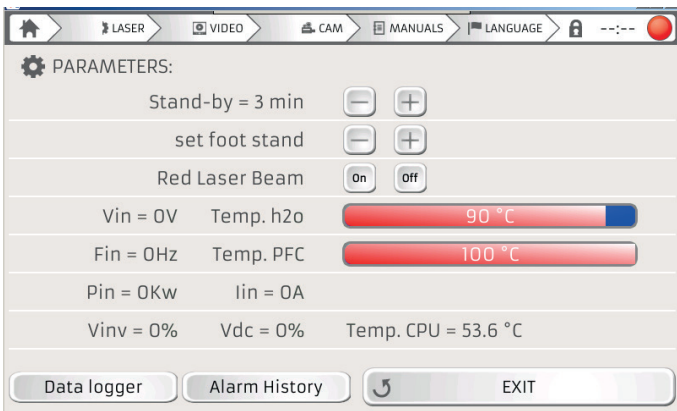 LASER VIDEO CAM MANUALS LANGUAGE --:--
PARAMETERS:
Stand-by = 3 min
set foot stand
Red Laser Beam On Off
Vin = 0V Temp. h2o 90 °C
Fin = 0Hz Temp. PFC 100 °C
Pin = 0Kw Iin = 0A
Vinv = 0% Vdc = 0% Temp. CPU = 53.6 °C
Data logger Alarm History EXIT